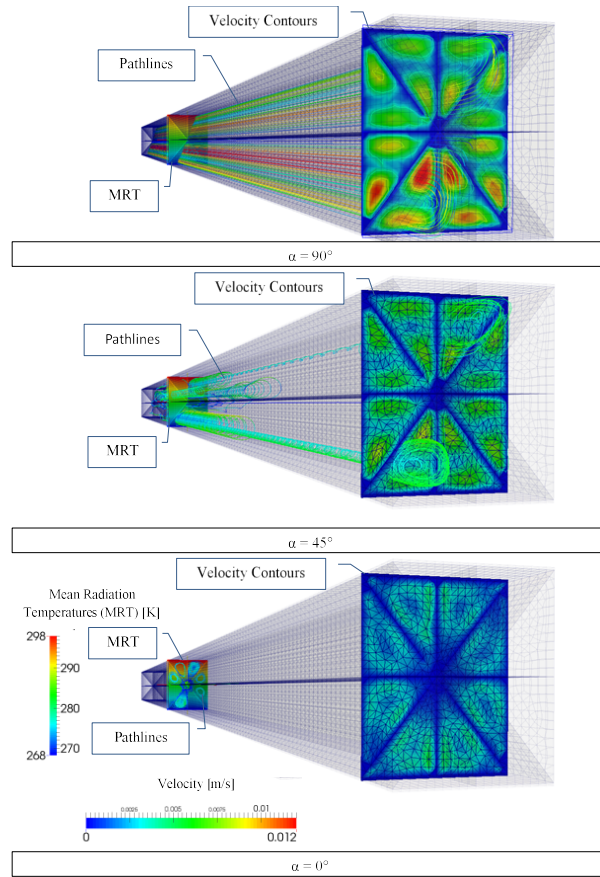 Velocity Contours
Pathlines
MRT
α = 90°
Velocity Contours
Pathlines
MRT
α = 45°
Velocity Contours
Mean Radiation
Temperatures (MRT) [K]
298
290
280
270
268
MRT
Pathlines
Velocity [m/s]
0.0025 0.005 0.0075 0.01
0 0.012
α = 0°